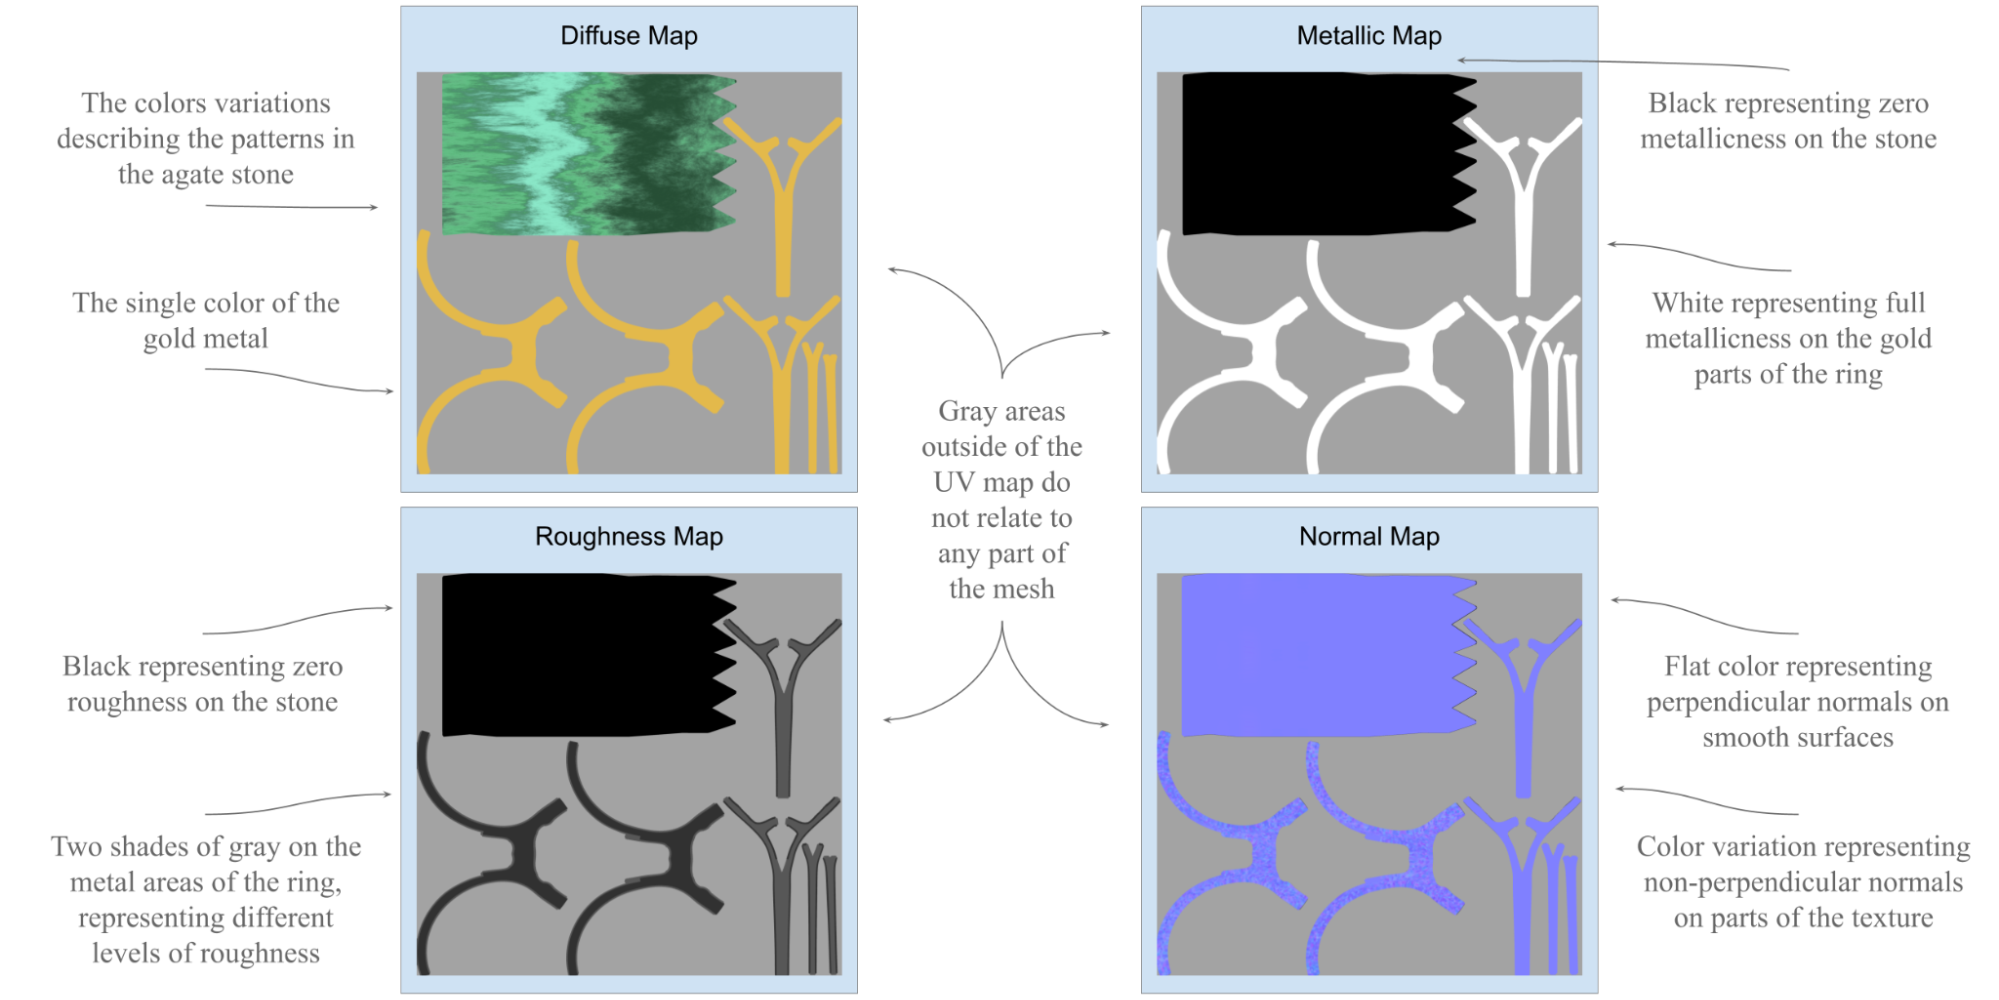 Diffuse Map
The colors variations
describing the patterns in
the agate stone
The single color of the
gold metal
Metallic Map
Black representing zero
metallicness on the stone
White representing full
metallicness on the gold
parts of the ring
Gray areas
outside of the
UV map do
not relate to
any part of
the mesh
Roughness Map
Black representing zero
roughness on the stone
Two shades of gray on the
metal areas of the ring,
representing different
levels of roughness
Normal Map
Flat color representing
perpendicular normals on
smooth surfaces
Color variation representing
non-perpendicular normals
on parts of the texture